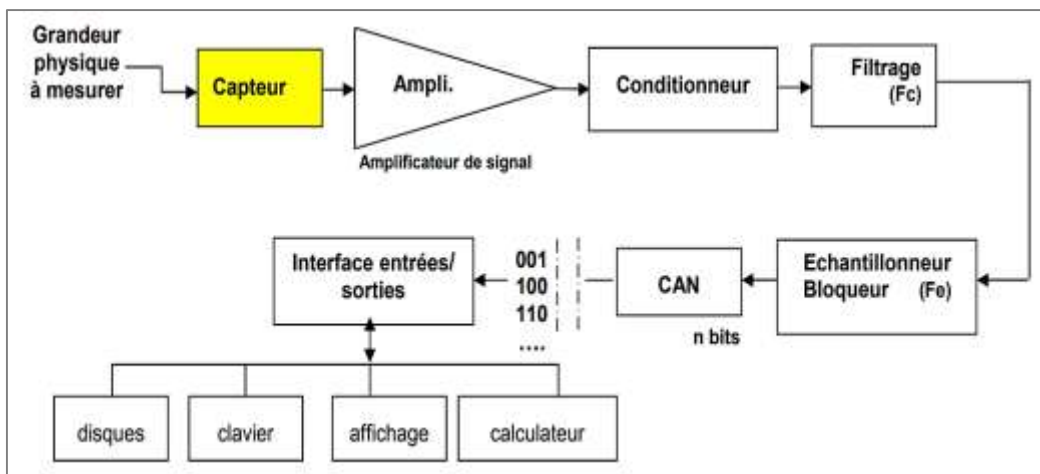 Grandeur
physique
à mesurer
Capteur
Ampli.
Amplificateur de signal
Conditionneur
Filtrage
(Fc)
Echantillonneur
Bloqueur (Fe)
CAN
n bits
001
100
110
....
Interface entrées/
sorties
disques
clavier
affichage
calculateur